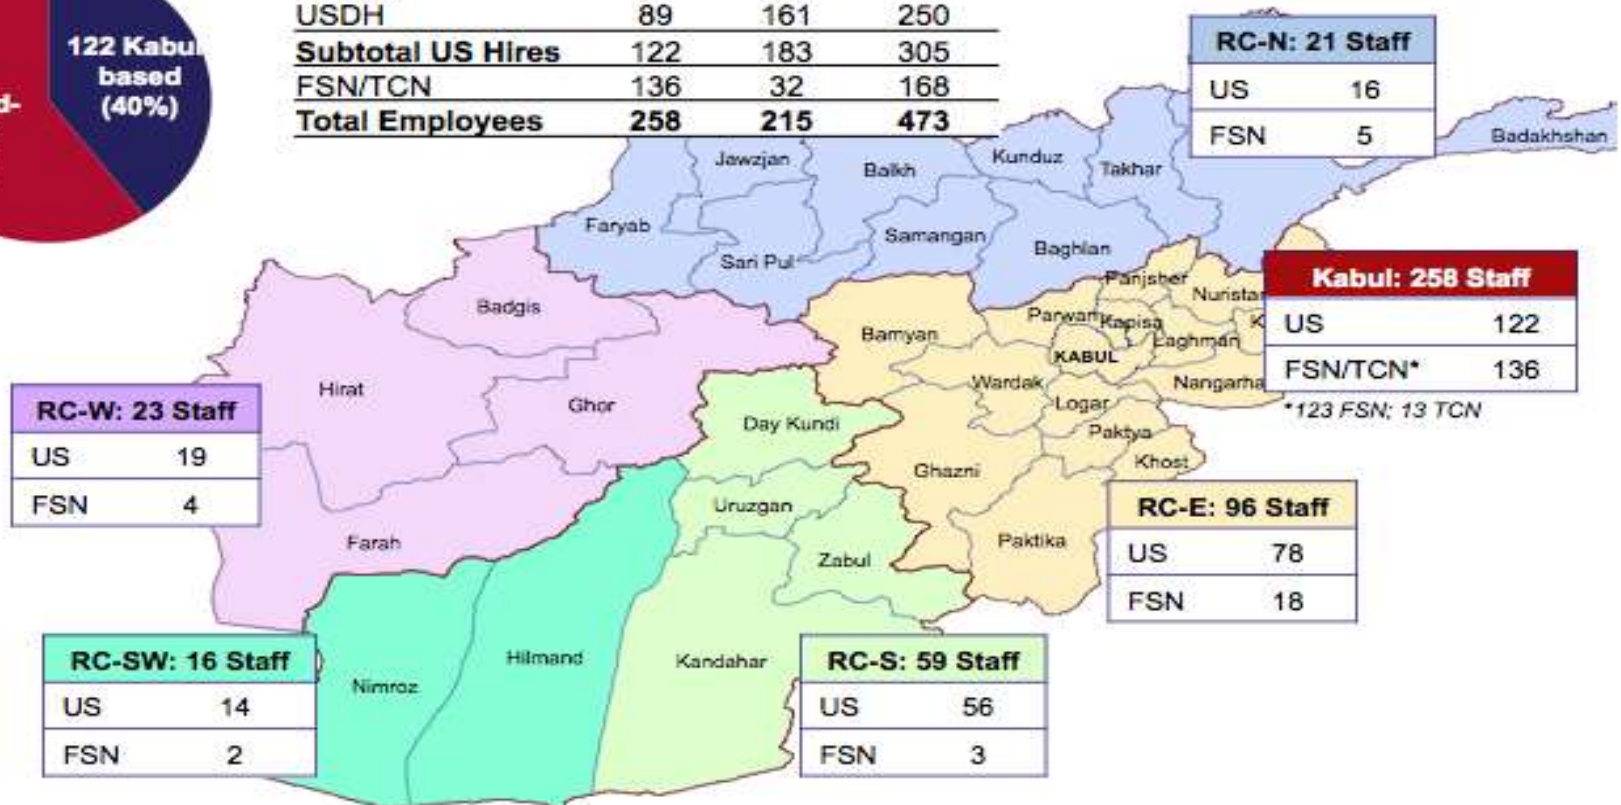 122 Kabul
based
(40%)
d-
USDH 89 161 250
Subtotal US Hires 122 183 305
FSN/TCN 136 32 168
Total Employees 258 215 473
RC-N: 21 Staff
US 16
FSN 5
Badakhshan
Jawzjan
Balkh
Kunduz
Takhar
Faryab
Sari Pul
Samangan
Baghlan
Badgis
Hirat
Ghor
Farah
Bamyan
Panjsher
Parwan
Kapisa
Laghman
KABUL
Wardak
Logar
Paktya
Khost
Ghazni
Paktika
Kabul: 258 Staff
US 122
FSN/TCN* 136
*123 FSN; 13 TCN
RC-W: 23 Staff
US 19
FSN 4
Day Kundi
Uruzgan
Zabul
RC-E: 96 Staff
US 78
FSN 18
RC-SW: 16 Staff
US 14
FSN 2
Nimroz
Hilmand
Kandahar
RC-S: 59 Staff
US 56
FSN 3